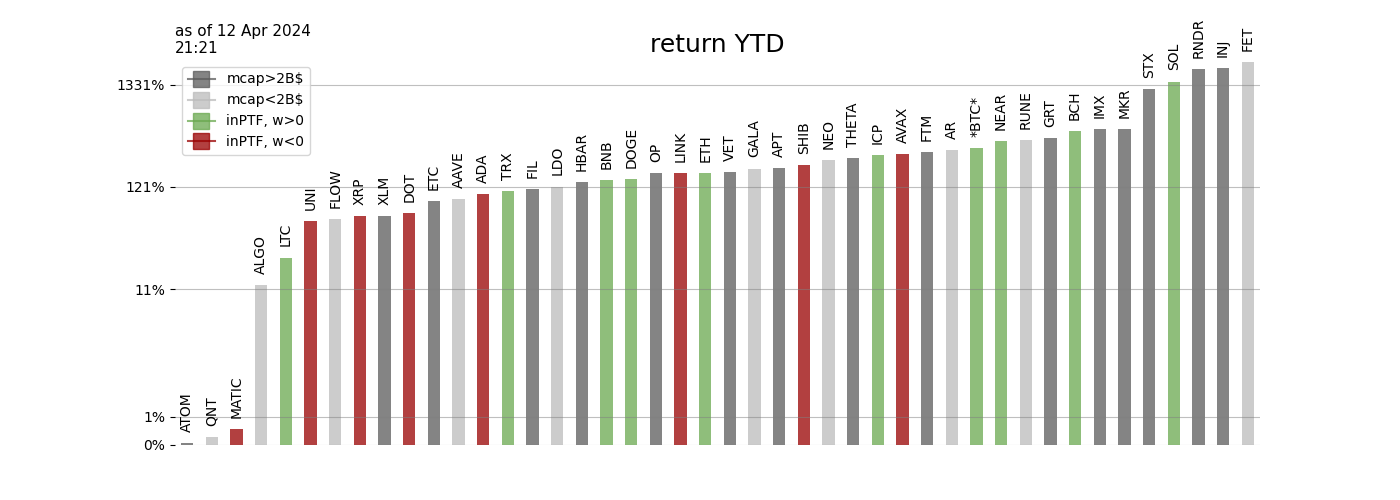 as of 12 Apr 2024
21:21
return YTD
mcap>2B$
mcap<2B$
inPTF, w>0
inPTF, w<0
1331%
121%
11%
1%
0%
ATOM
QNT
MATIC
ALGO
LTC
UNI
FLOW
XRP
XLM
DOT
ETC
AAVE
ADA
TRX
FIL
LDO
HBAR
BNB
DOGE
OP
LINK
ETH
VET
GALA
APT
SHIB
NEO
THETA
ICP
AVAX
FTM
AR
*BTC*
NEAR
RUNE
GRT
BCH
IMX
MKR
STX
SOL
RNDR
INJ
FET